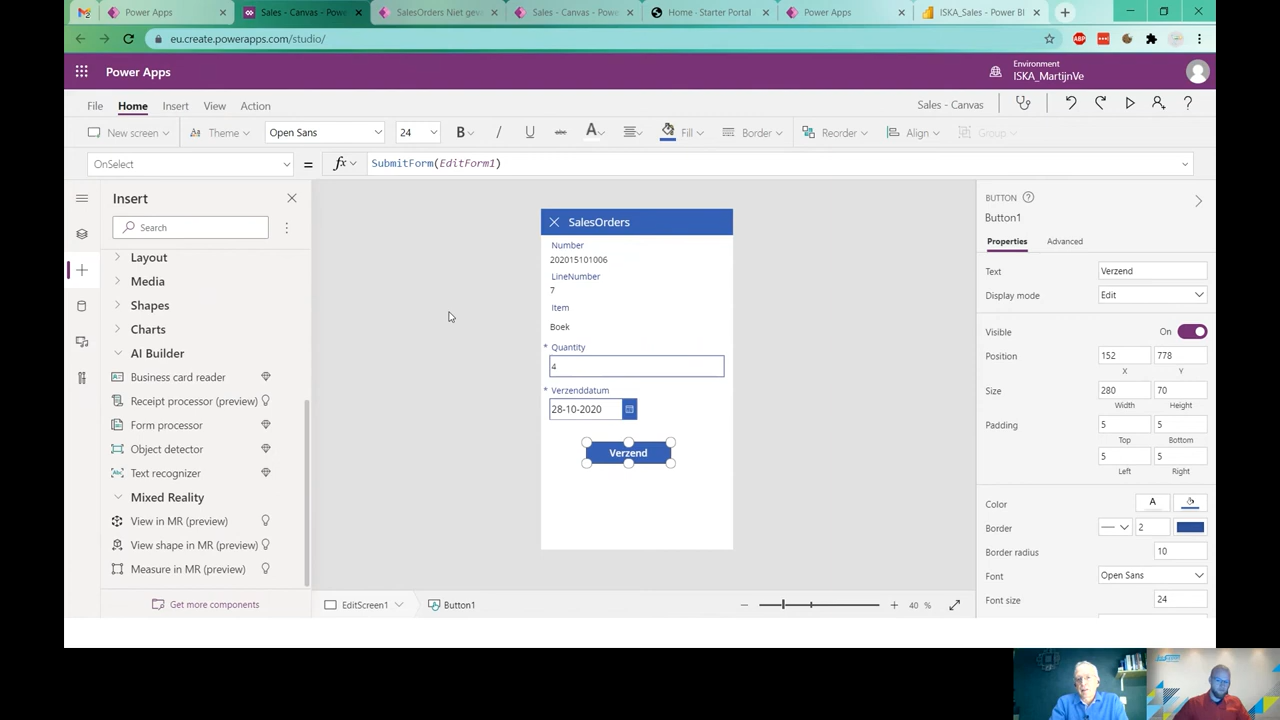 Power Apps
Sales - Canvas - Pow
SalesOrders Niet gev
Sales - Canvas - Pow
Home · Starter Portal
Power Apps
ISKA_Sales - Power BI
eu.create.powerapps.com/studio/
ABP
Power Apps
Environment
ISKA_MartijnVe
File
Home
Insert
View
Action
Sales - Canvas
New screen
Theme
Open Sans
24
B
A
Fill
Border
Reorder
Align
Group
OnSelect
=
fx
SubmitForm(EditForm1)
Insert
Search
Layout
Media
Shapes
Charts
AI Builder
Business card reader
Receipt processor (preview)
Form processor
Object detector
Text recognizer
Mixed Reality
View in MR (preview)
View shape in MR (preview)
Measure in MR (preview)
Get more components
SalesOrders
Number
202015101006
LineNumber
7
Item
Boek
* Quantity
4
* Verzenddatum
28-10-2020
Verzend
EditScreen1
Button1
40 %
BUTTON
Button1
Properties
Advanced
Text
Verzend
Display mode
Edit
Visible
On
Position
152
778
X
Y
Size
280
70
Width
Height
Padding
5
5
Top
Bottom
5
5
Left
Right
Color
A
Border
2
Border radius
10
Font
Open Sans
Font size
24